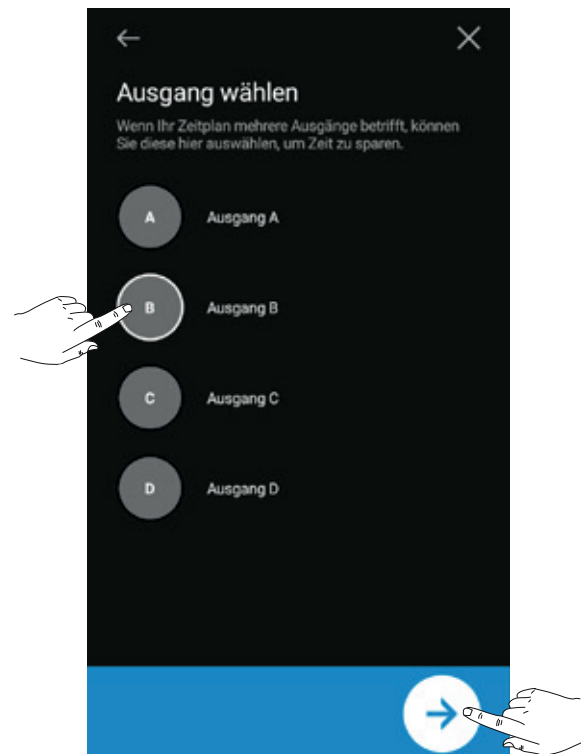 Ausgang wählen
Wenn Ihr Zeitplan mehrere Ausgänge betrifft, können
Sie diese hier auswählen, um Zeit zu sparen.
A Ausgang A
B Ausgang B
C Ausgang C
D Ausgang D